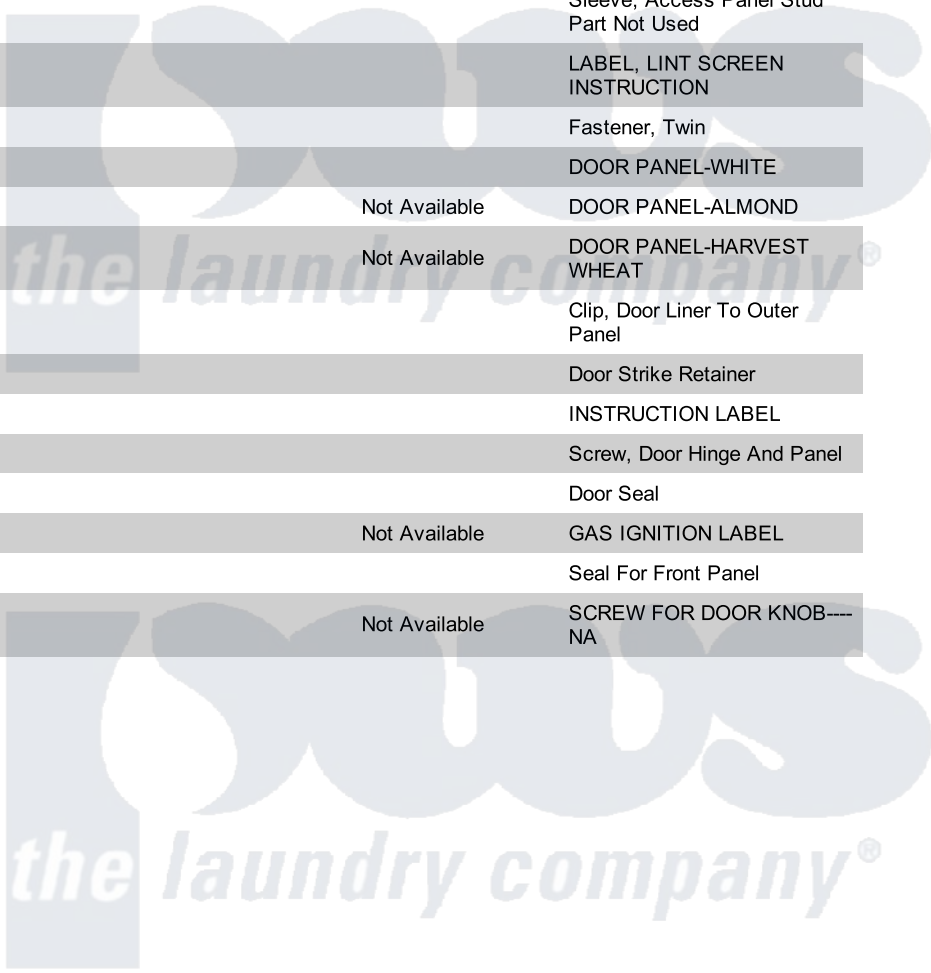 Sleeve, Access Panel Stud
Part Not Used
LABEL, LINT SCREEN
INSTRUCTION
Fastener, Twin
DOOR PANEL-WHITE
Not Available DOOR PANEL-ALMOND
Not Available DOOR PANEL-HARVEST
WHEAT
Clip, Door Liner To Outer
Panel
Door Strike Retainer
INSTRUCTION LABEL
Screw, Door Hinge And Panel
Door Seal
Not Available GAS IGNITION LABEL
Seal For Front Panel
Not Available SCREW FOR DOOR KNOB----
NA
pws
the laundry company®
pws
the laundry company®